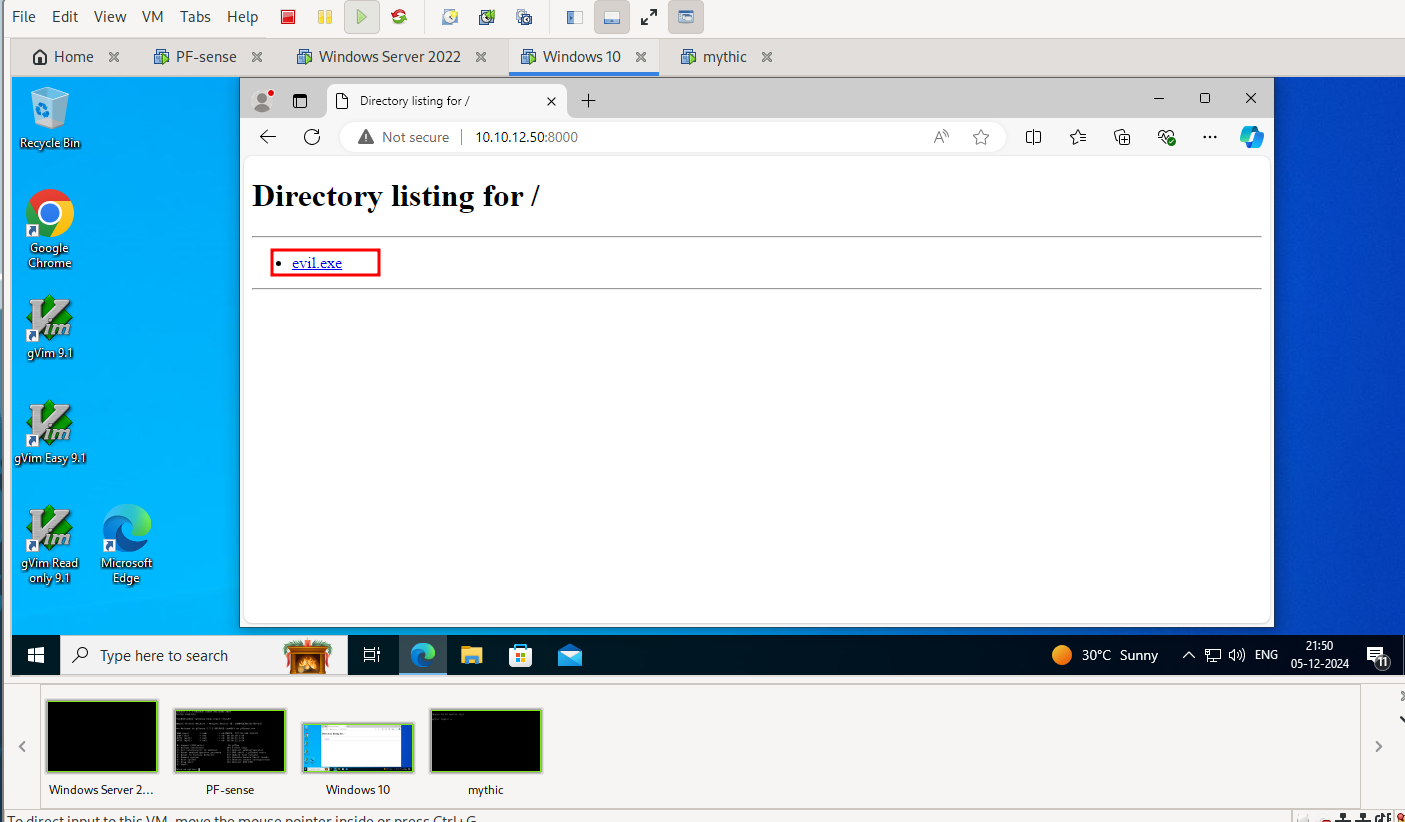 File Edit View VM Tabs Help
Home PF-sense Windows Server 2022 Windows 10 mythic
Recycle Bin
Google
Chrome
gVim 9.1
gVim Easy 9.1
gVim Read
only 9.1
Microsoft
Edge
Directory listing for /
Not secure 10.10.12.50:8000
Directory listing for /
evil.exe
Type here to search
30°C Sunny
ENG
21:50
05-12-2024
11
Windows Server 2...
PF-sense
Windows 10
mythic
To direct input to this VM, move the mouse pointer inside or press Ctrl+G.